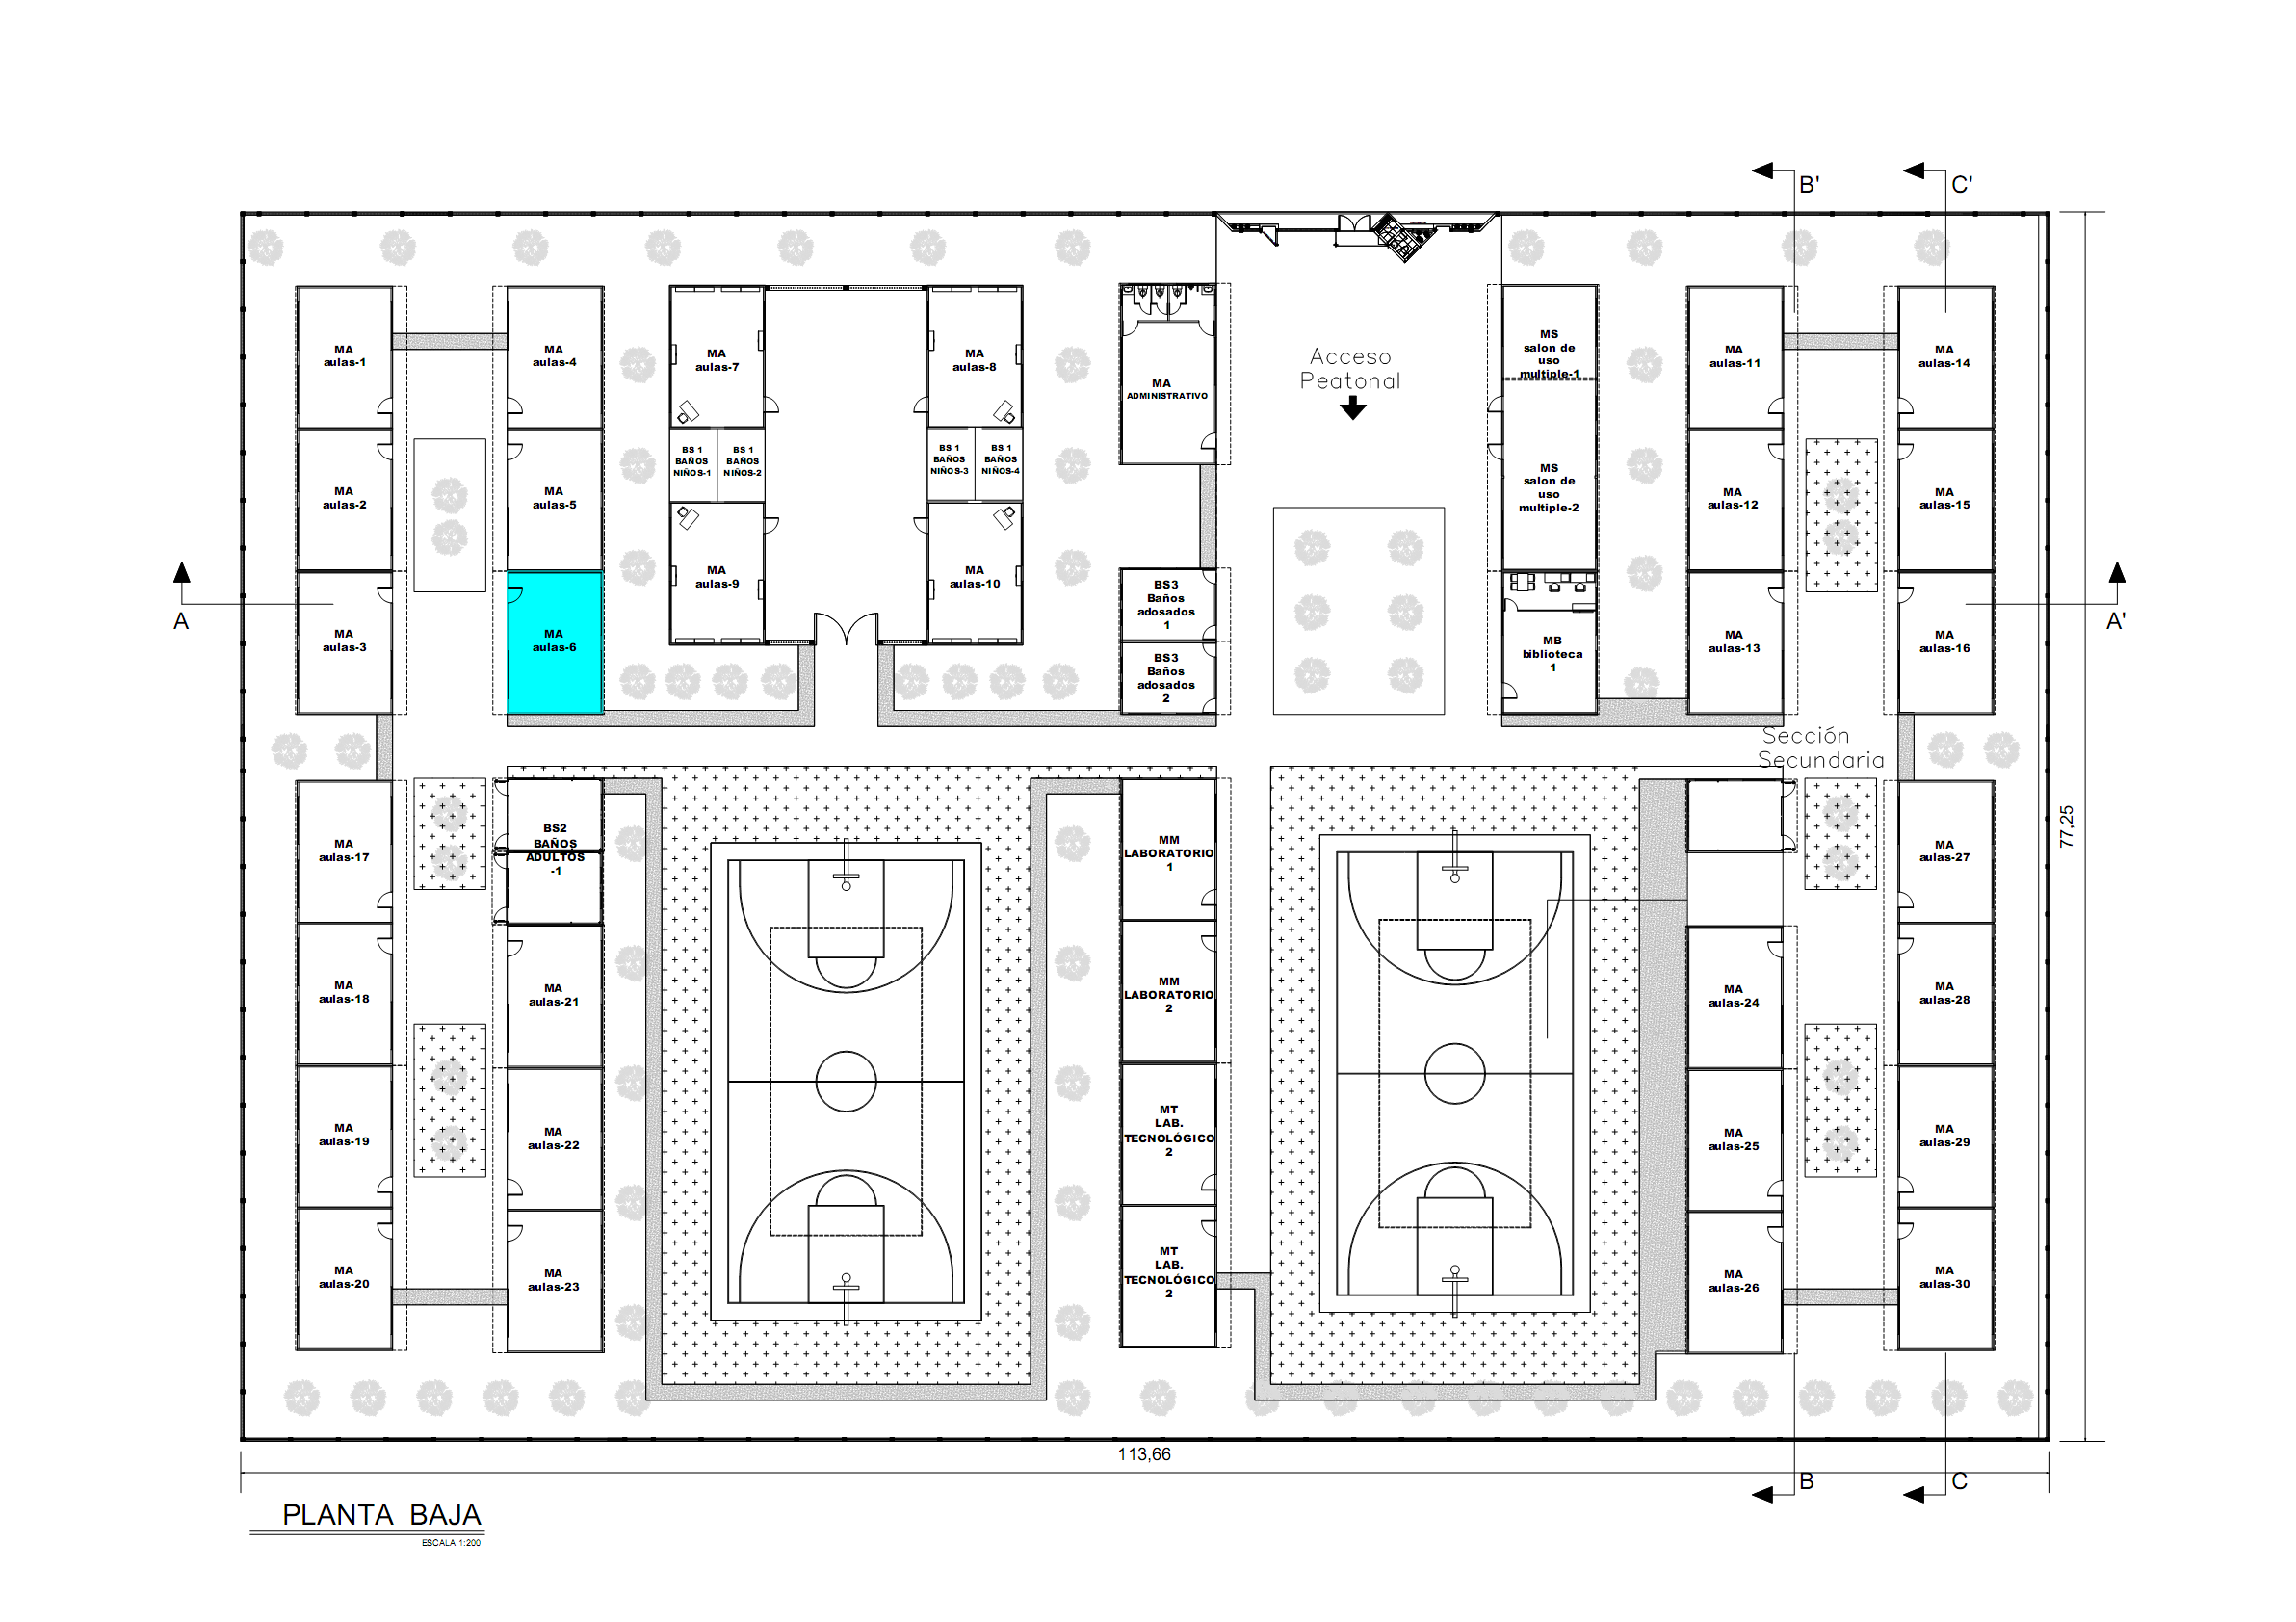 B'
C'
MA
aulas-1
MA
aulas-4
MA
aulas-7
MA
aulas-8
MA
ADMINISTRATIVO
Acceso
Peatonal
MS
salon de
uso
multiple-1
MA
aulas-11
MA
aulas-14
BS 1
BAÑOS
NIÑOS-1
BS 1
BAÑOS
NIÑOS-2
BS 1
BAÑOS
NIÑOS-3
BS 1
BAÑOS
NIÑOS-4
MA
aulas-2
MA
aulas-5
MS
salon de
uso
multiple-2
MA
aulas-12
MA
aulas-15
A
MA
aulas-3
MA
aulas-6
MA
aulas-9
MA
aulas-10
BS3
Baños
adosados
1
BS3
Baños
adosados
2
MB
biblioteca
1
MA
aulas-13
MA
aulas-16
A'
Sección
Secundaria
MA
aulas-17
BS2
BAÑOS
ADULTOS
-1
MM
LABORATORIO
1
MA
aulas-27
77,25
MA
aulas-18
MA
aulas-21
MM
LABORATORIO
2
MA
aulas-24
MA
aulas-28
MA
aulas-19
MA
aulas-22
MT
LAB.
TECNOLÓGICO
2
MA
aulas-25
MA
aulas-29
MA
aulas-20
MA
aulas-23
MT
LAB.
TECNOLÓGICO
2
MA
aulas-26
MA
aulas-30
113,66
B
C
PLANTA BAJA
ESCALA 1:200